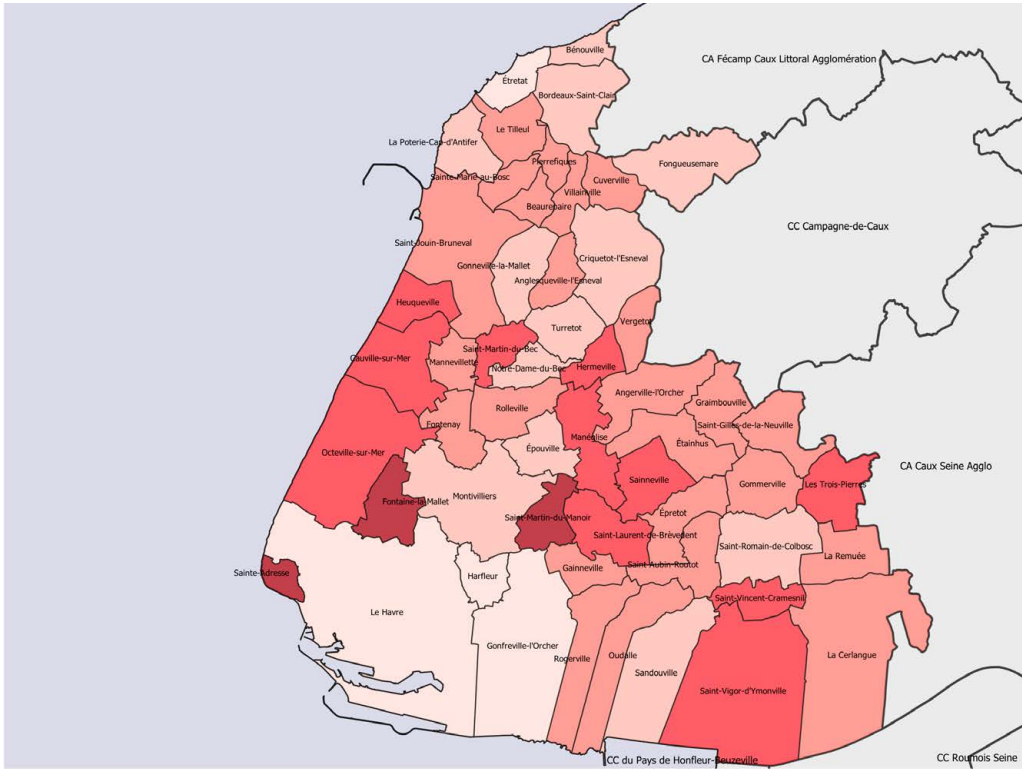 Bénouville
CA Fécamp Caux Littoral Agglomération
Étretat
Bordeaux-Saint-Clair
Le Tilleul
La Poterie-Cap-d'Antifer
Pierrefiques
Fongueusemare
Sainte-Marie-au-Bosc
Cuverville
Villainville
Beaurepaire
CC Campagne-de-Caux
Saint-Jouin-Bruneval
Criquetot-l'Esneval
Gonneville-la-Mallet
Anglesqueville-l'Esneval
Heuqueville
Vergetot
Turretot
Saint-Martin-du-Bec
Cauville-sur-Mer
Mannevillette
Notre-Dame-du-Bec
Hermeville
Angerville-l'Orcher
Graimbouville
Rolleville
Fontenay
Saint-Gilles-de-la-Neuville
Manéglise
Étainhus
Épouville
Octeville-sur-Mer
CA Caux Seine Agglo
Sainneville
Gommerville
Les Trois-Pierres
Montivilliers
Fontaine-la-Mallet
Épretot
Saint-Martin-du-Manoir
Saint-Laurent-de-Brèvedent
Saint-Romain-de-Colbosc
La Remuée
Saint-Aubin-Routot
Gainneville
Sainte-Adresse
Harfleur
Saint-Vincent-Cramesnil
Le Havre
Gonfreville-l'Orcher
Rogerville
Oudalle
La Cerlangue
Sandouville
Saint-Vigor-d'Ymonville
CC du Pays de Honfleur-Beuzeville
CC Roumois Seine